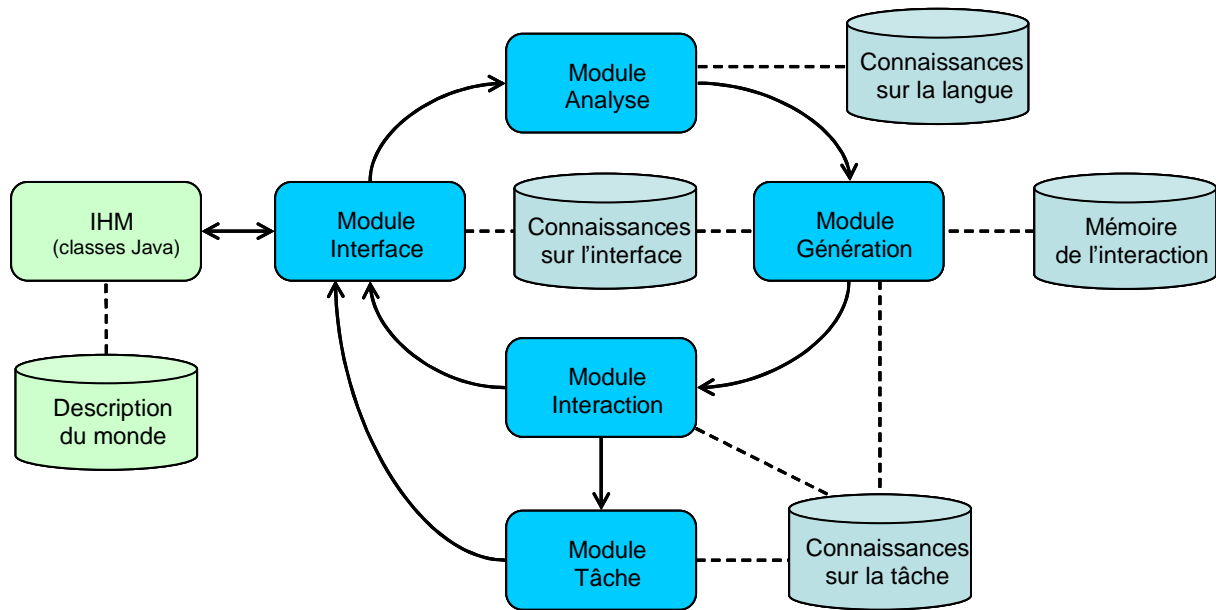 Module
Analyse
Connaissances
sur la langue
IHM
(classes Java)
Module
Interface
Connaissances
sur l’interface
Module
Génération
Mémoire
de l’interaction
Description
du monde
Module
Interaction
Module
Tâche
Connaissances
sur la tâche